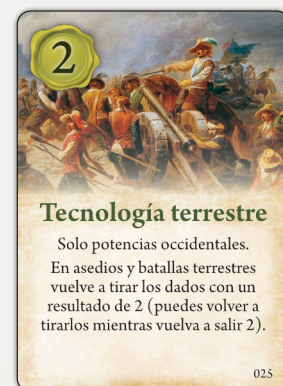 2
Tecnología terrestre
Solo potencias occidentales.
En asedios y batallas terrestres
vuelve a tirar los dados con un
resultado de 2 (puedes volver a
tirarlos mientras vuelva a salir 2).
025